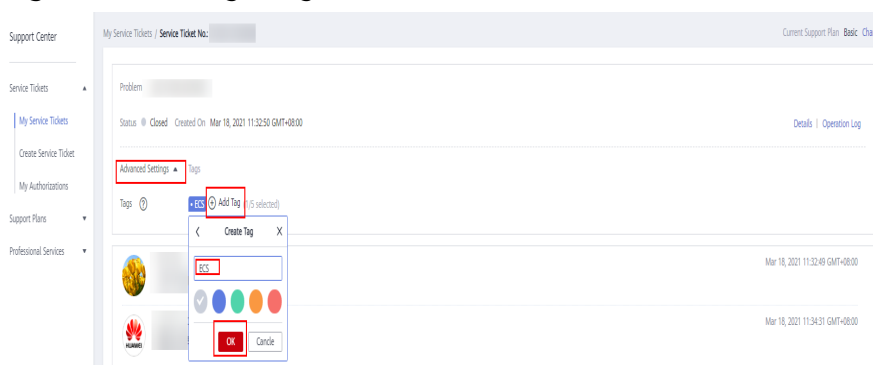 Support Center
My Service Tickets / Service Ticket No.:
Current Support Plan Basic Cha
Service Tickets
My Service Tickets
Create Service Ticket
My Authorizations
Support Plans
Professional Services
Problem
Status Closed Created On Mar 18, 2021 11:32:50 GMT+08:00
Details | Operation Log
Advanced Settings Tags
Tags ? • ECS Add Tag (1/5 selected)
< Create Tag X
ECS
OK Cancle
Mar 18, 2021 11:32:49 GMT+08:00
HUAWEI
Mar 18, 2021 11:34:31 GMT+08:00